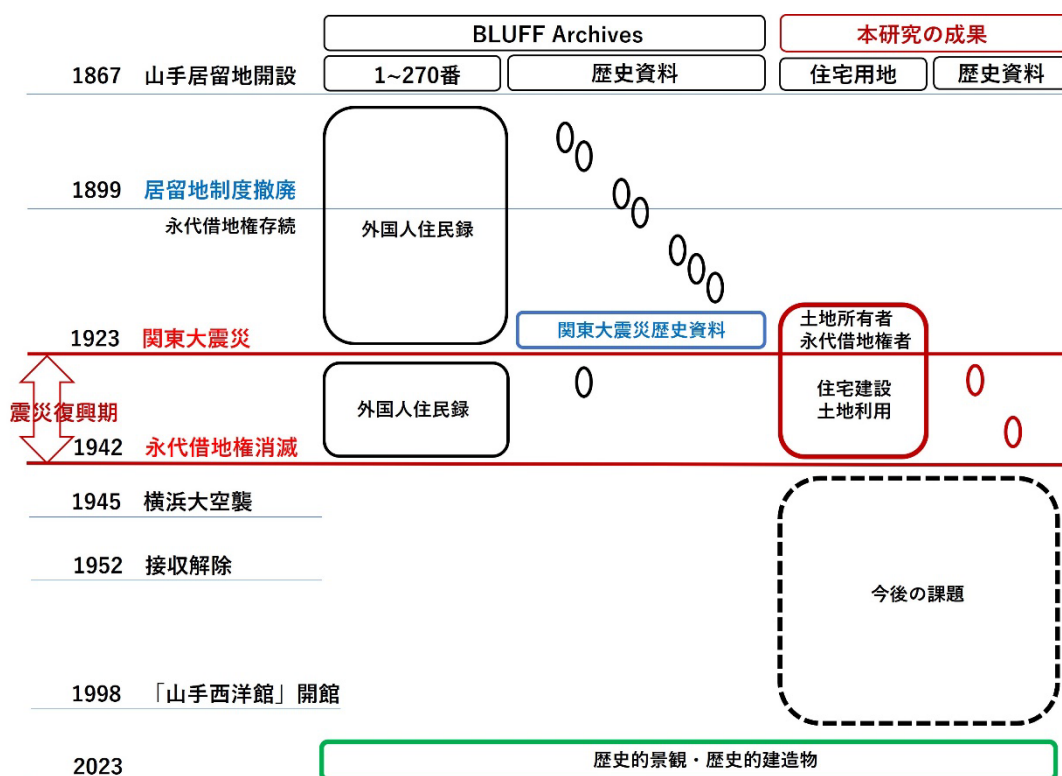 BLUFF Archives
本研究の成果
1867 山手居留地開設
1~270番
歴史資料
住宅用地
歴史資料
1899 居留地制度撤廃
永代借地権存続
外国人住民録
1923 関東大震災
関東大震災歴史資料
土地所有者
永代借地権者
震災復興期
外国人住民録
住宅建設
土地利用
1942 永代借地権消滅
1945 横浜大空襲
1952 接収解除
今後の課題
1998 「山手西洋館」開館
2023
歴史的景観・歴史的建造物